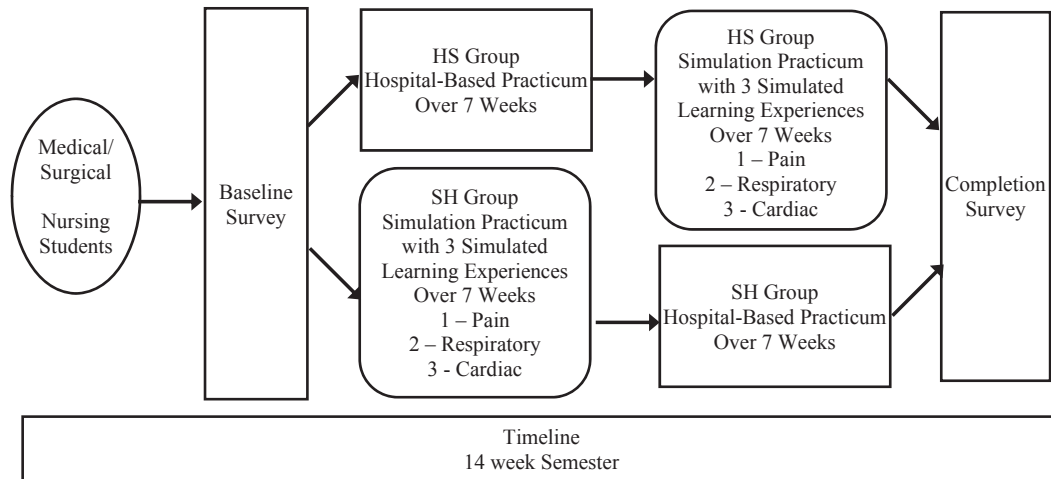 Medical/
Surgical
Nursing
Students
Baseline
Survey
HS Group
Hospital-Based Practicum
Over 7 Weeks
HS Group
Simulation Practicum
with 3 Simulated
Learning Experiences
Over 7 Weeks
1 – Pain
2 – Respiratory
3 - Cardiac
SH Group
Simulation Practicum
with 3 Simulated
Learning Experiences
Over 7 Weeks
1 – Pain
2 – Respiratory
3 - Cardiac
SH Group
Hospital-Based Practicum
Over 7 Weeks
Completion
Survey
Timeline
14 week Semester